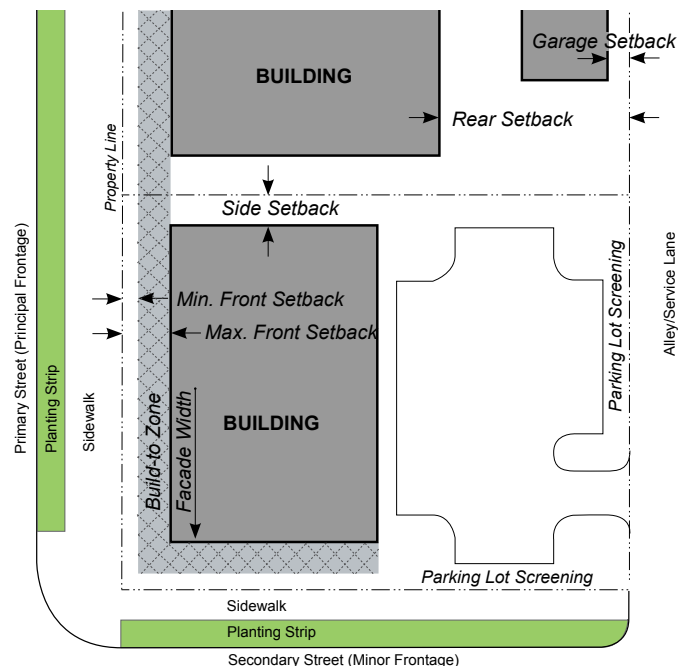 Garage Setback
BUILDING
Rear Setback
Property Line
Side Setback
Min. Front Setback
Max. Front Setback
Parking Lot Screening
Alley/Service Lane
Primary Street (Principal Frontage)
Planting Strip
Sidewalk
Build-to Zone
Facade Width
BUILDING
Parking Lot Screening
Sidewalk
Planting Strip
Secondary Street (Minor Frontage)